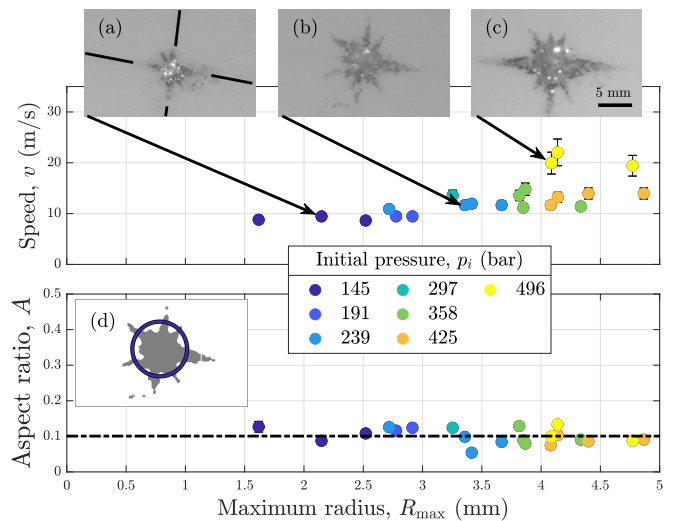 (a)
(b)
(c)
5 mm
Speed, v (m/s)
30
20
10
0
Initial pressure, p_i (bar)
145 297 496
191 358
239 425
Aspect ratio, A
(d)
0.5
0.4
0.3
0.2
0.1
0
0 0.5 1 1.5 2 2.5 3 3.5 4 4.5 5
Maximum radius, R_max (mm)